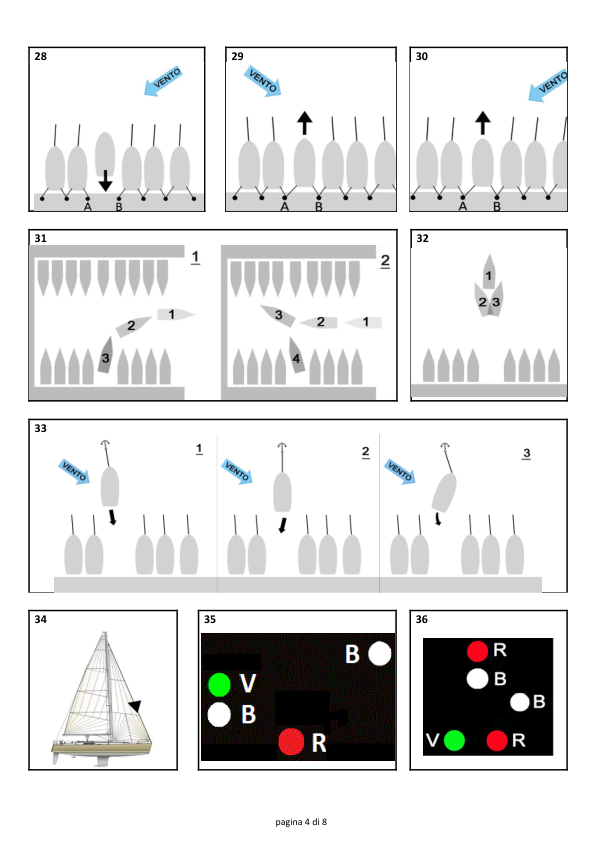 28
VENTO
A B
29
VENTO
A B
30
VENTO
A B
31
1
1
2
3
2
1
2
3
4
32
1
2 3
33
VENTO
1
VENTO
2
VENTO
3
34
35
B
V
B
R
36
R
B
B
V R
pagina 4 di 8